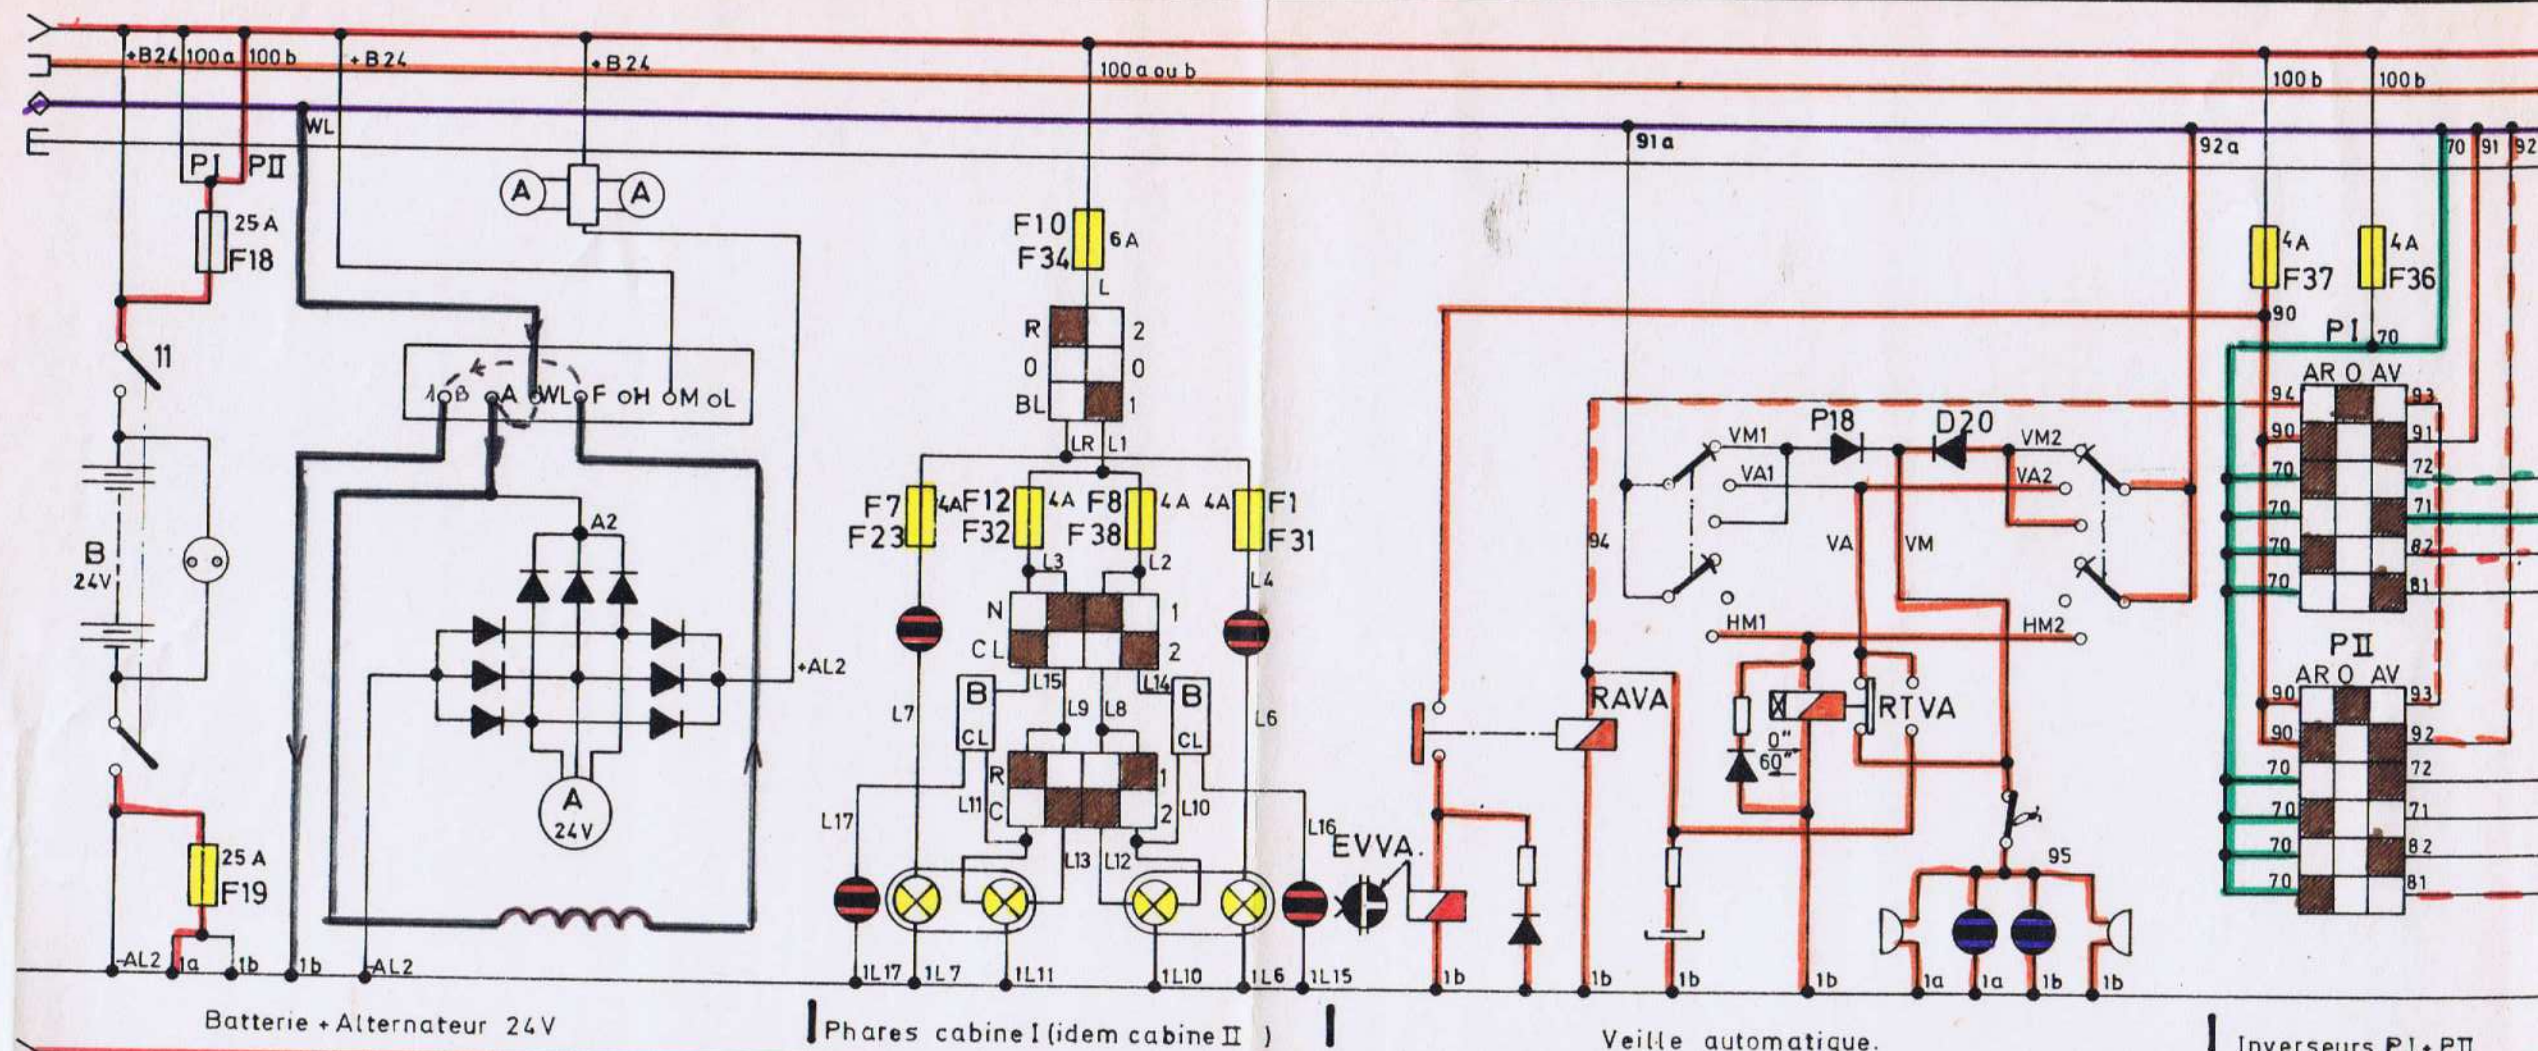 +B24 100a 100b +B24 +B24 100a ou b 100b 100b
WL 91a 92a 70 91 92
PI PII
A A
25A
F18
F10 6A
F34
L
4A 4A
F37 F36
90
R 2
0 0
BL 1
PI 70
11
B A WL F H M L
AR O AV
94 93
LR L1
P18 D20
VM1 VM2
VA1 VA2
90 91
70 72
70 71
70 82
70 81
F7 4A F12 4A F8 4A 4A F1
F23 F32 F38 F31
A2
L3 L2 L4
94 VA VM
B
24V
N 1
CL 2
HM1 HM2
+AL2
L15 L14
B B
CL CL
L7 L9 L8 L6
RAVA RTVA
0"
60"
PII
AR O AV
90 93
90 92
70 72
70 71
70 82
70 81
A
24V
R 1
C 2
L17 L11 L10 L16
L13 L12
EVVA.
95
25A
F19
-AL2 1a 1b 1b -AL2 1L17 1L7 1L11 1L10 1L6 1L15 1b 1b 1b 1b 1a 1a 1b 1b
Batterie + Alternateur 24V
Phares cabine I (idem cabine II )
Veille automatique.
Inverseurs PI + PII